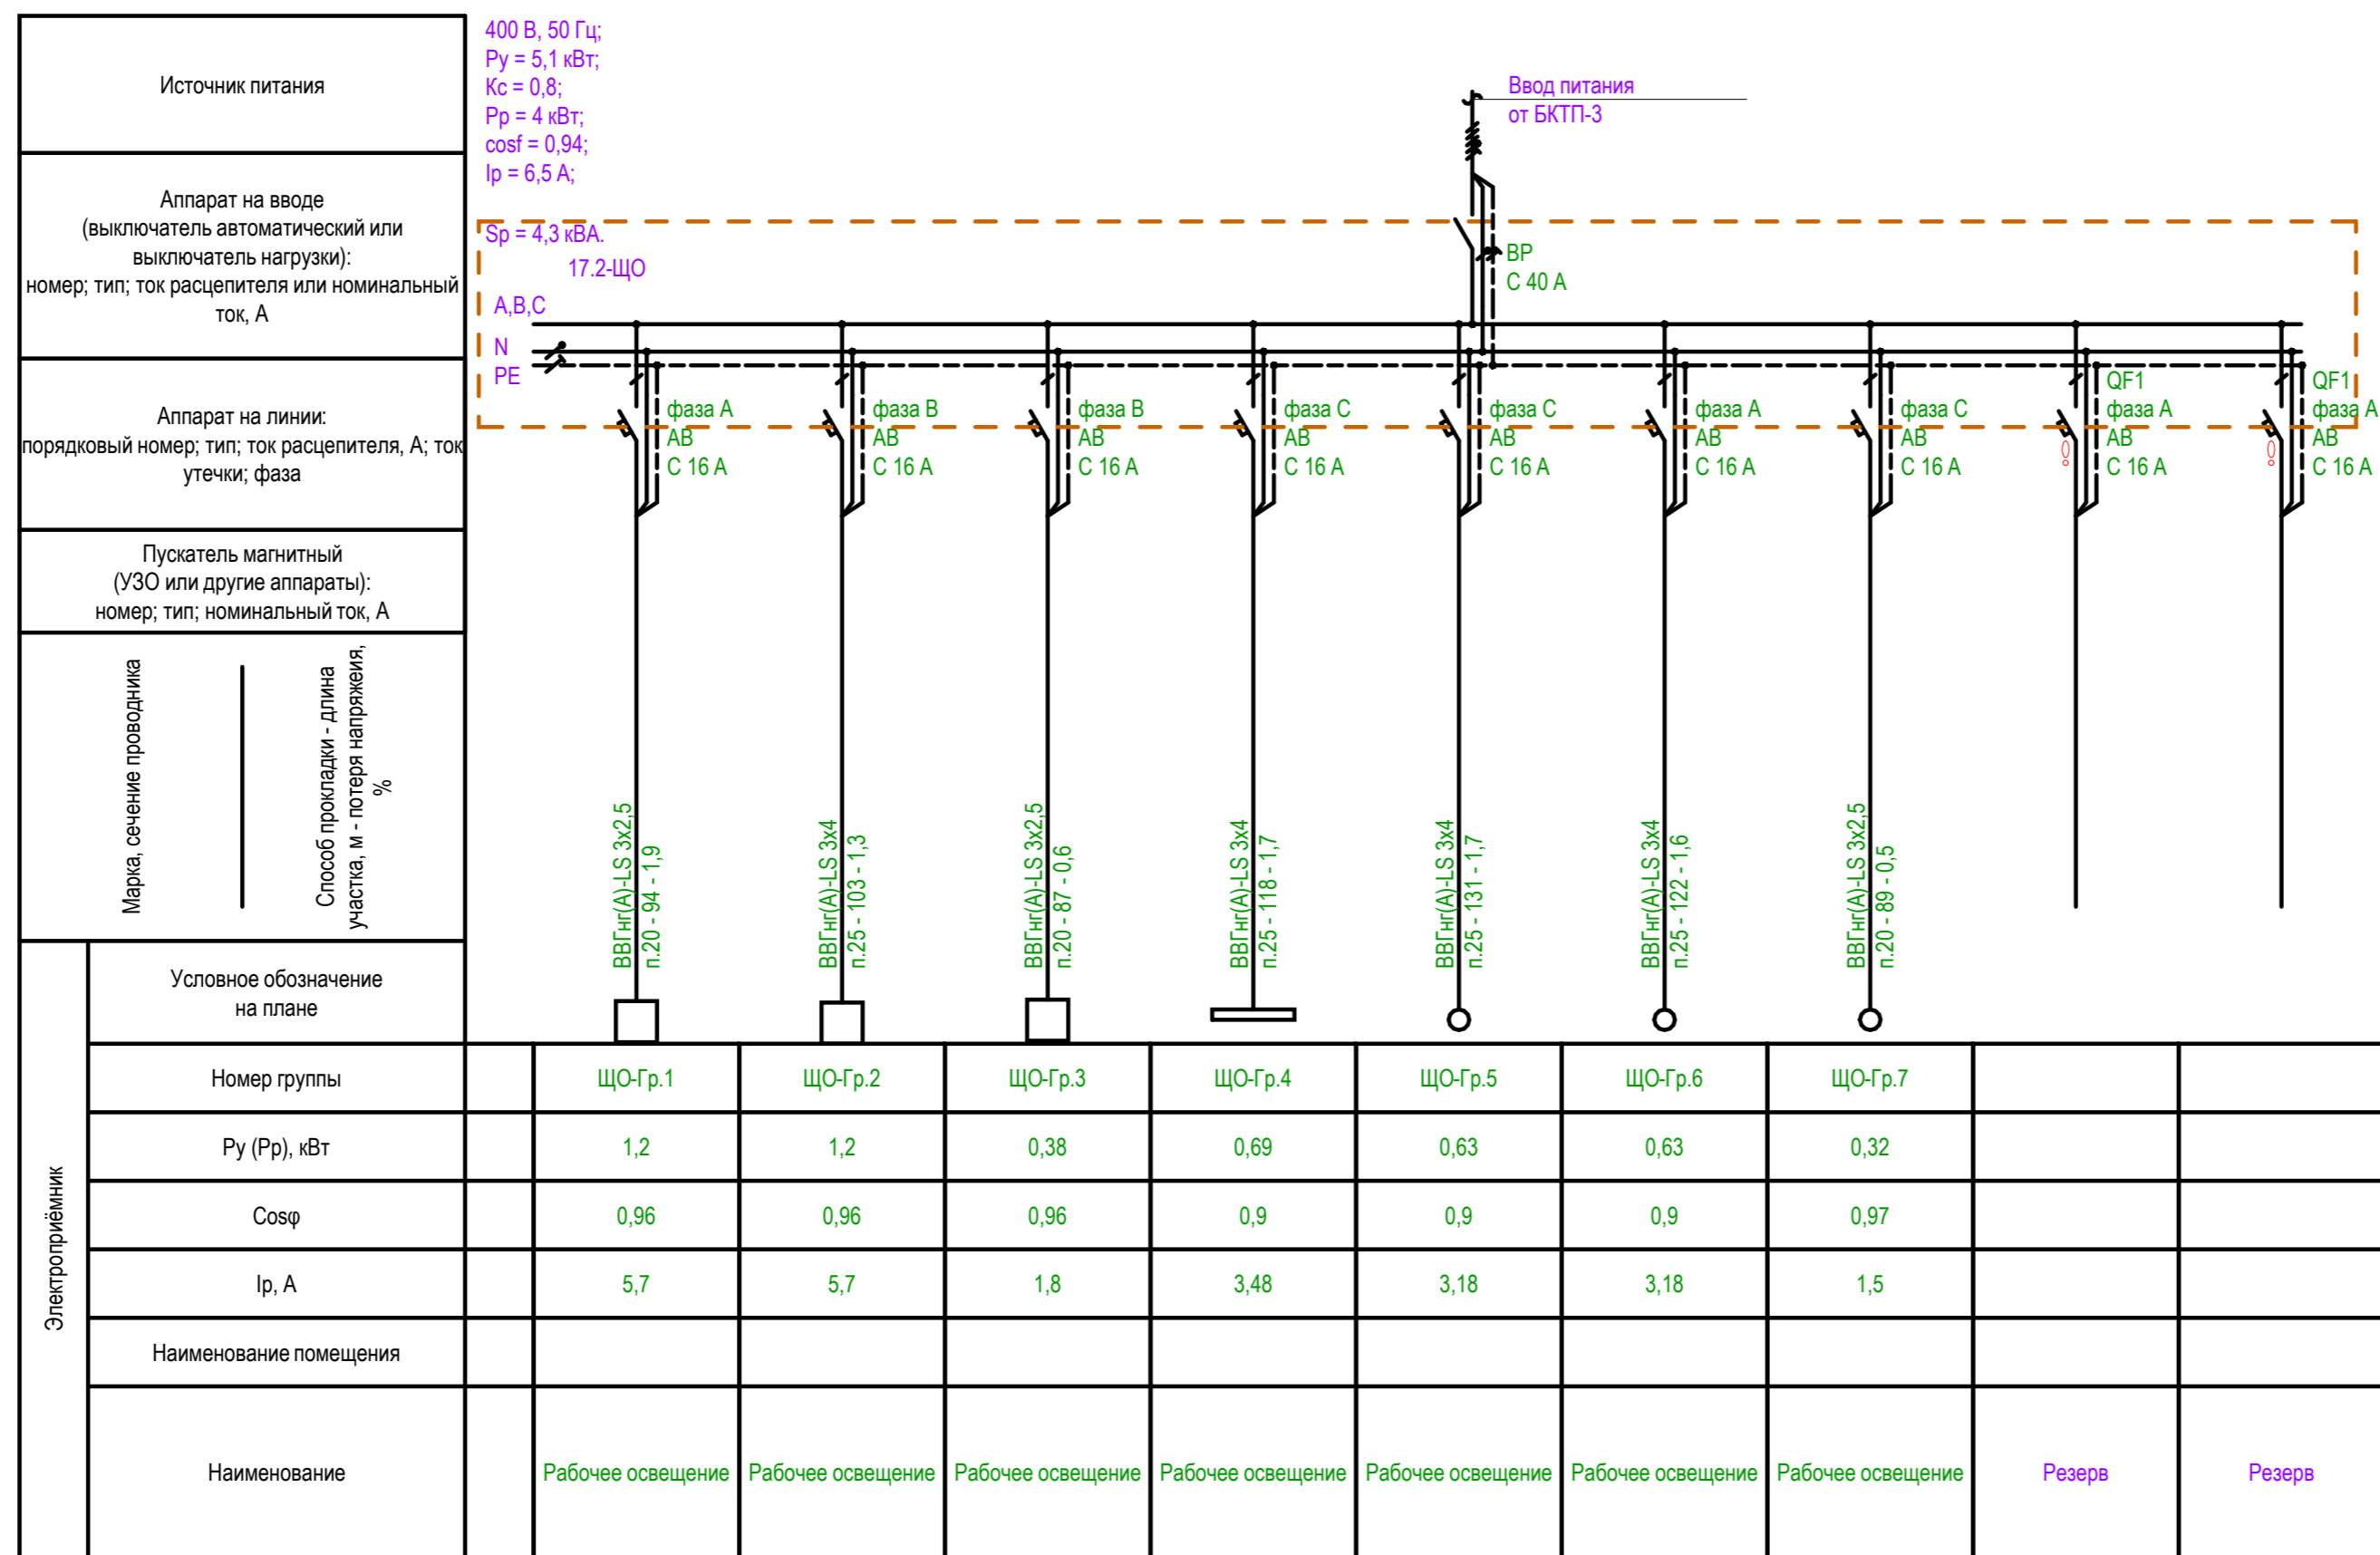 Источник питания
400 В, 50 Гц;
Ру = 5,1 кВт;
Кс = 0,8;
Рр = 4 кВт;
cosf = 0,94;
Iр = 6,5 А;
Ввод питания
от БКТП-3
Аппарат на вводе
(выключатель автоматический или
выключатель нагрузки):
номер; тип; ток расцепителя или номинальный
ток, А
Sр = 4,3 кВА.
17.2-ЩО
ВР
С 40 А
A,B,C
N
PE
Аппарат на линии:
порядковый номер; тип; ток расцепителя, А; ток
утечки; фаза
фаза А
АВ
С 16 А
фаза В
АВ
С 16 А
фаза В
АВ
С 16 А
фаза С
АВ
С 16 А
фаза С
АВ
С 16 А
фаза А
АВ
С 16 А
фаза С
АВ
С 16 А
QF1
фаза А
АВ
С 16 А
QF1
фаза А
АВ
С 16 А
Пускатель магнитный
(УЗО или другие аппараты):
номер; тип; номинальный ток, А
Марка, сечение проводника
Способ прокладки - длина
участка, м - потеря напряжеия,
%
ВВГнг(А)-LS 3х2,5
п.20 - 94 - 1,9
ВВГнг(А)-LS 3х4
п.25 - 103 - 1,3
ВВГнг(А)-LS 3х2,5
п.20 - 87 - 0,6
ВВГнг(А)-LS 3х4
п.25 - 118 - 1,7
ВВГнг(А)-LS 3х4
п.25 - 131 - 1,7
ВВГнг(А)-LS 3х4
п.25 - 122 - 1,6
ВВГнг(А)-LS 3х2,5
п.20 - 89 - 0,5
Электроприёмник
Условное обозначение
на плане
Номер группы ЩО-Гр.1 ЩО-Гр.2 ЩО-Гр.3 ЩО-Гр.4 ЩО-Гр.5 ЩО-Гр.6 ЩО-Гр.7
Ру (Рр), кВт 1,2 1,2 0,38 0,69 0,63 0,63 0,32
Cosφ 0,96 0,96 0,96 0,9 0,9 0,9 0,97
Iр, А 5,7 5,7 1,8 3,48 3,18 3,18 1,5
Наименование помещения
Наименование Рабочее освещение Рабочее освещение Рабочее освещение Рабочее освещение Рабочее освещение Рабочее освещение Рабочее освещение Резерв Резерв